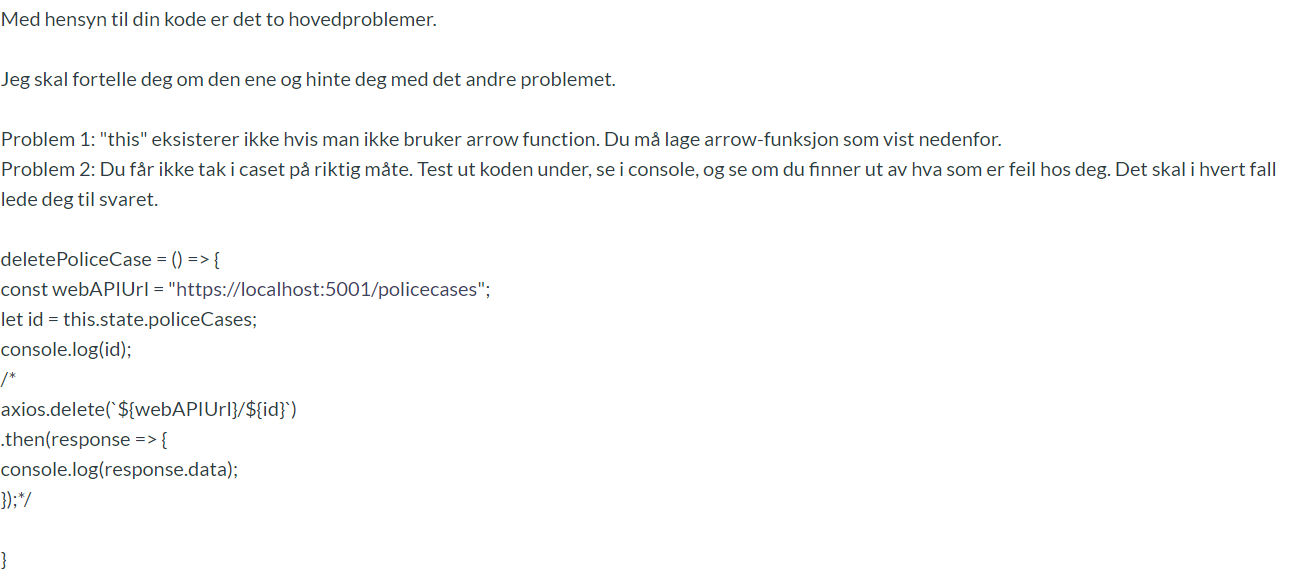 Med hensyn til din kode er det to hovedproblemer.
Jeg skal fortelle deg om den ene og hinte deg med det andre problemet.
Problem 1: "this" eksisterer ikke hvis man ikke bruker arrow function. Du må lage arrow-funksjon som vist nedenfor.
Problem 2: Du får ikke tak i caset på riktig måte. Test ut koden under, se i console, og se om du finner ut av hva som er feil hos deg. Det skal i hvert fall
lede deg til svaret.
deletePoliceCase = () => {
const webAPIUrl = "https://localhost:5001/policecases";
let id = this.state.policeCases;
console.log(id);
/*
axios.delete(`${webAPIUrl}/${id}`)
.then(response => {
console.log(response.data);
});*/
}